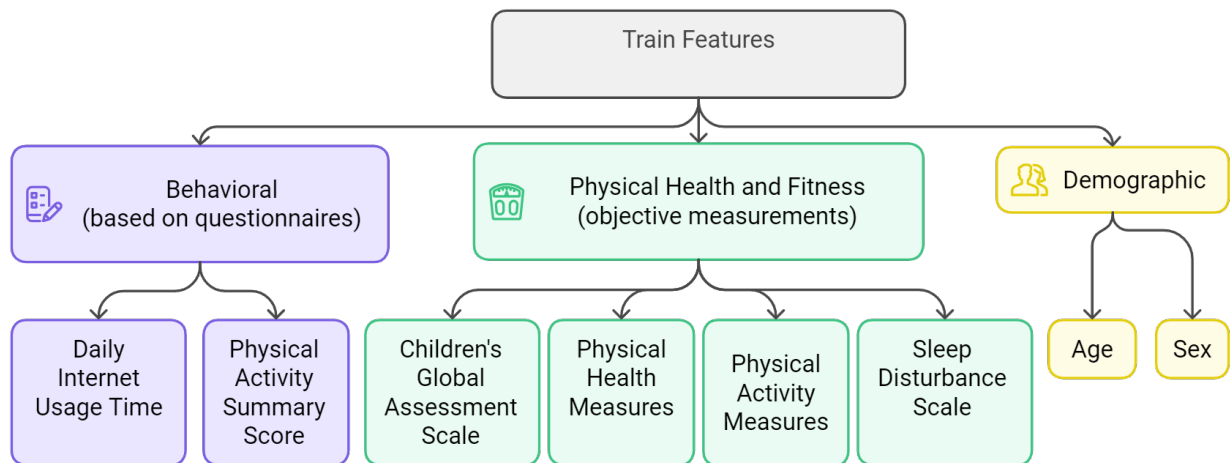 Train Features
Behavioral
(based on questionnaires)
Physical Health and Fitness
(objective measurements)
Demographic
Daily
Internet
Usage Time
Physical
Activity
Summary
Score
Children's
Global
Assessment
Scale
Physical
Health
Measures
Physical
Activity
Measures
Sleep
Disturbance
Scale
Age
Sex